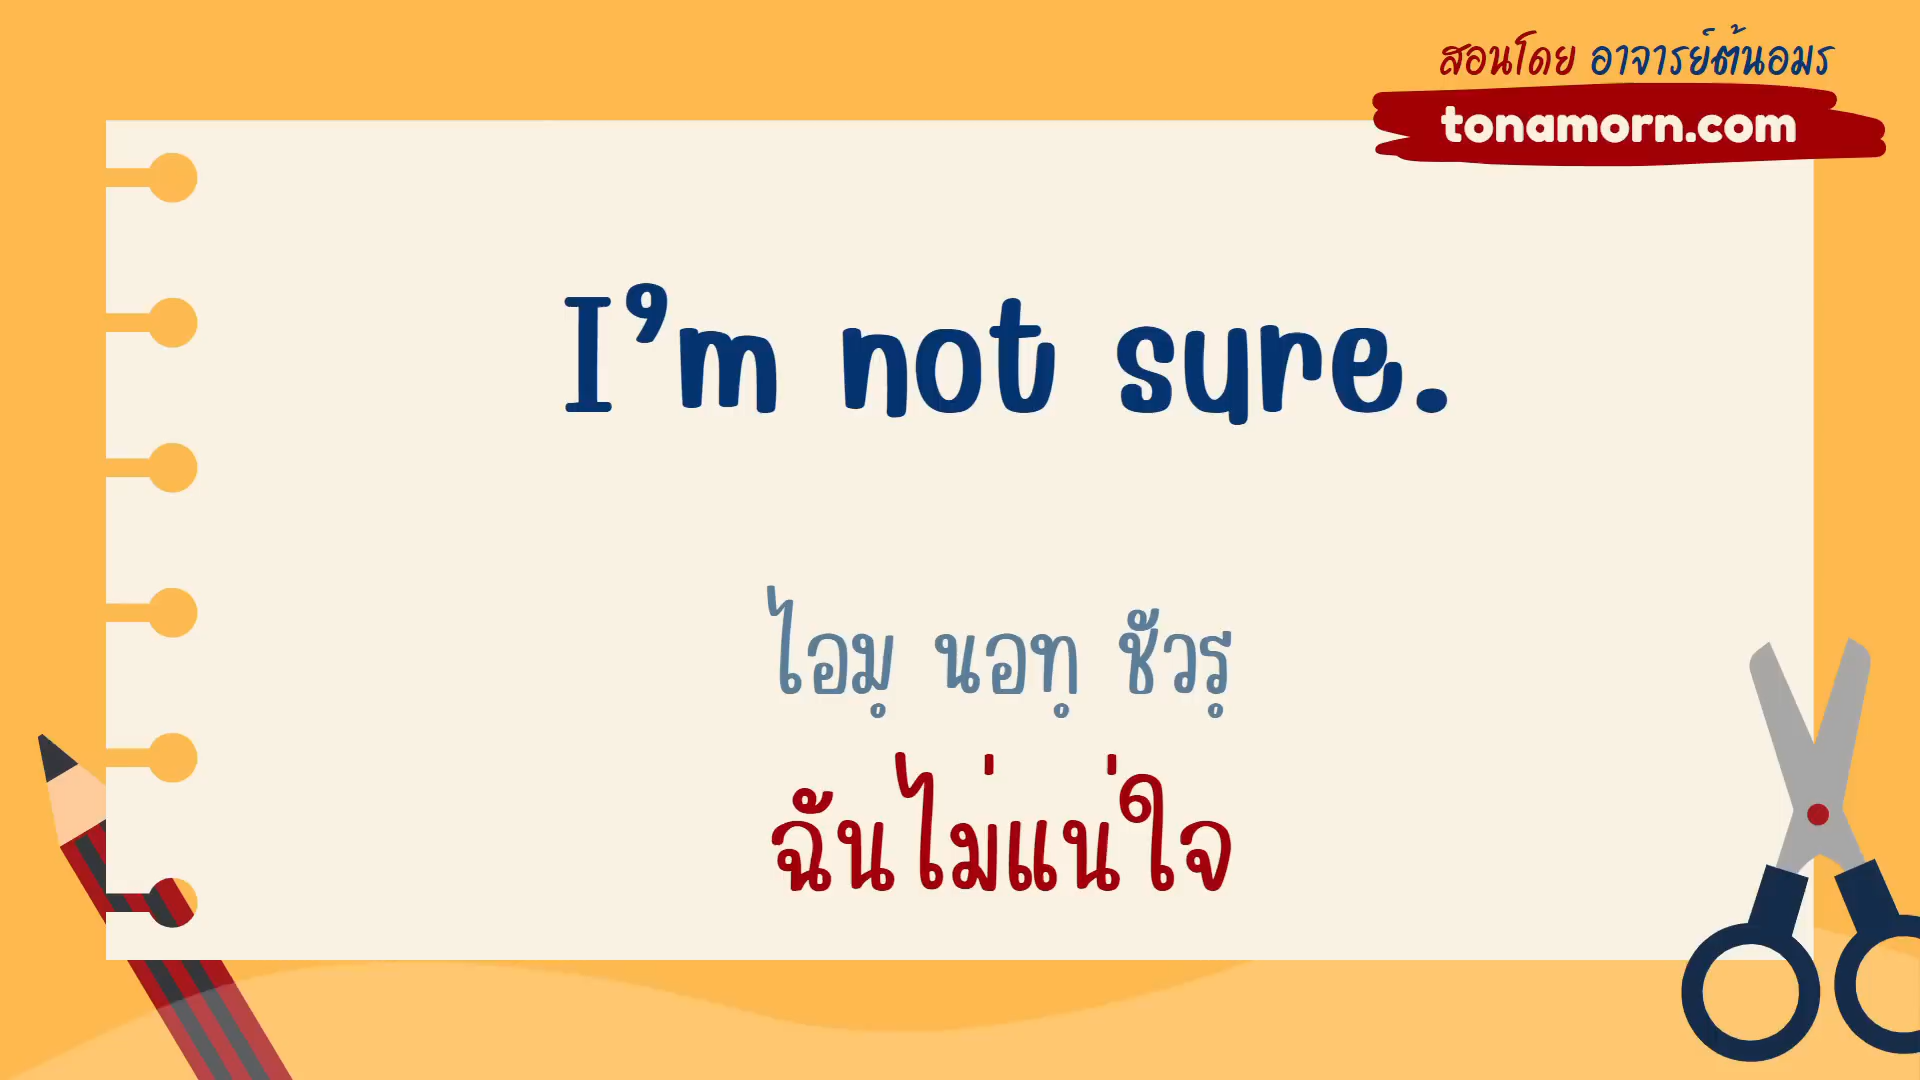 สอนโดย อาจารย์ต้นอมร
tonamorn.com
I’m not sure.
ไอมฺ นอทฺ ชัวรฺ
ฉันไม่แน่ใจ